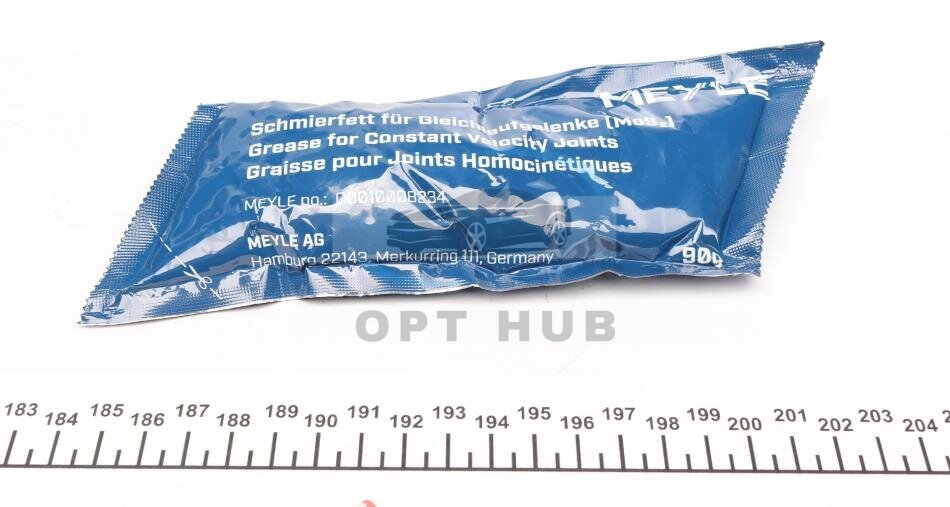 MEYLE
Schmierfett für Gleichlaufgelenke [MoS₂]
Grease for Constant Velocity Joints
Graisse pour Joints Homocinétiques
MEYLE no.: G0010008234
MEYLE AG
Hamburg 22143, Merkurring 111, Germany
90g
OPT HUB
183 184 185 186 187 188 189 190 191 192 193 194 195 196 197 198 199 200 201 202 203 204